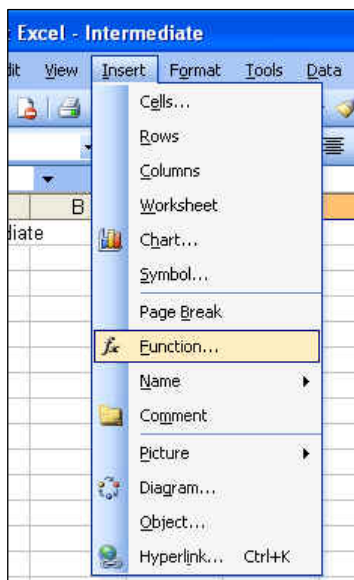 Excel - Intermediate
dit View Insert Format Tools Data
Cells...
Rows
Columns
B
Worksheet
diate
Chart...
Symbol...
Page Break
fx Function...
Name
Comment
Picture
Diagram...
Object...
Hyperlink... Ctrl+K